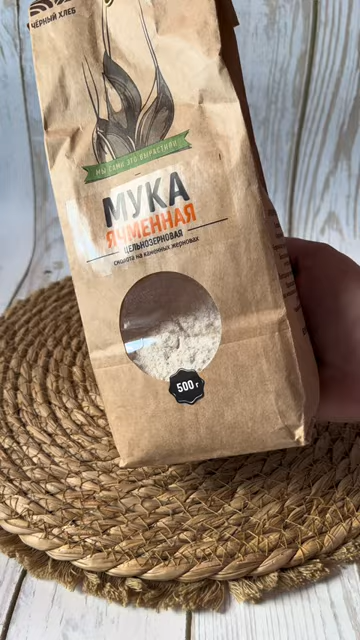 ЧЁРНЫЙ ХЛЕБ
МЫ САМИ ЭТО ВЫРАСТИЛИ
МУКА
ЯЧМЕННАЯ
ЦЕЛЬНОЗЕРНОВАЯ
смолота на каменных жерновах
500 г